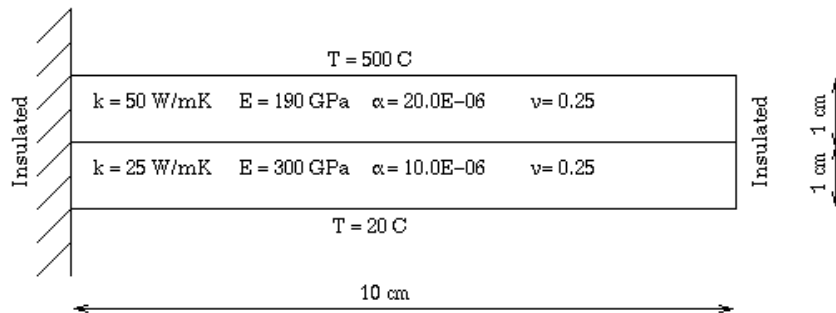 T = 500 C
Insulated
k = 50 W/mK E = 190 GPa α = 20.0E−06 ν= 0.25
k = 25 W/mK E = 300 GPa α = 10.0E−06 ν= 0.25
Insulated
1 cm
1 cm
T = 20 C
10 cm